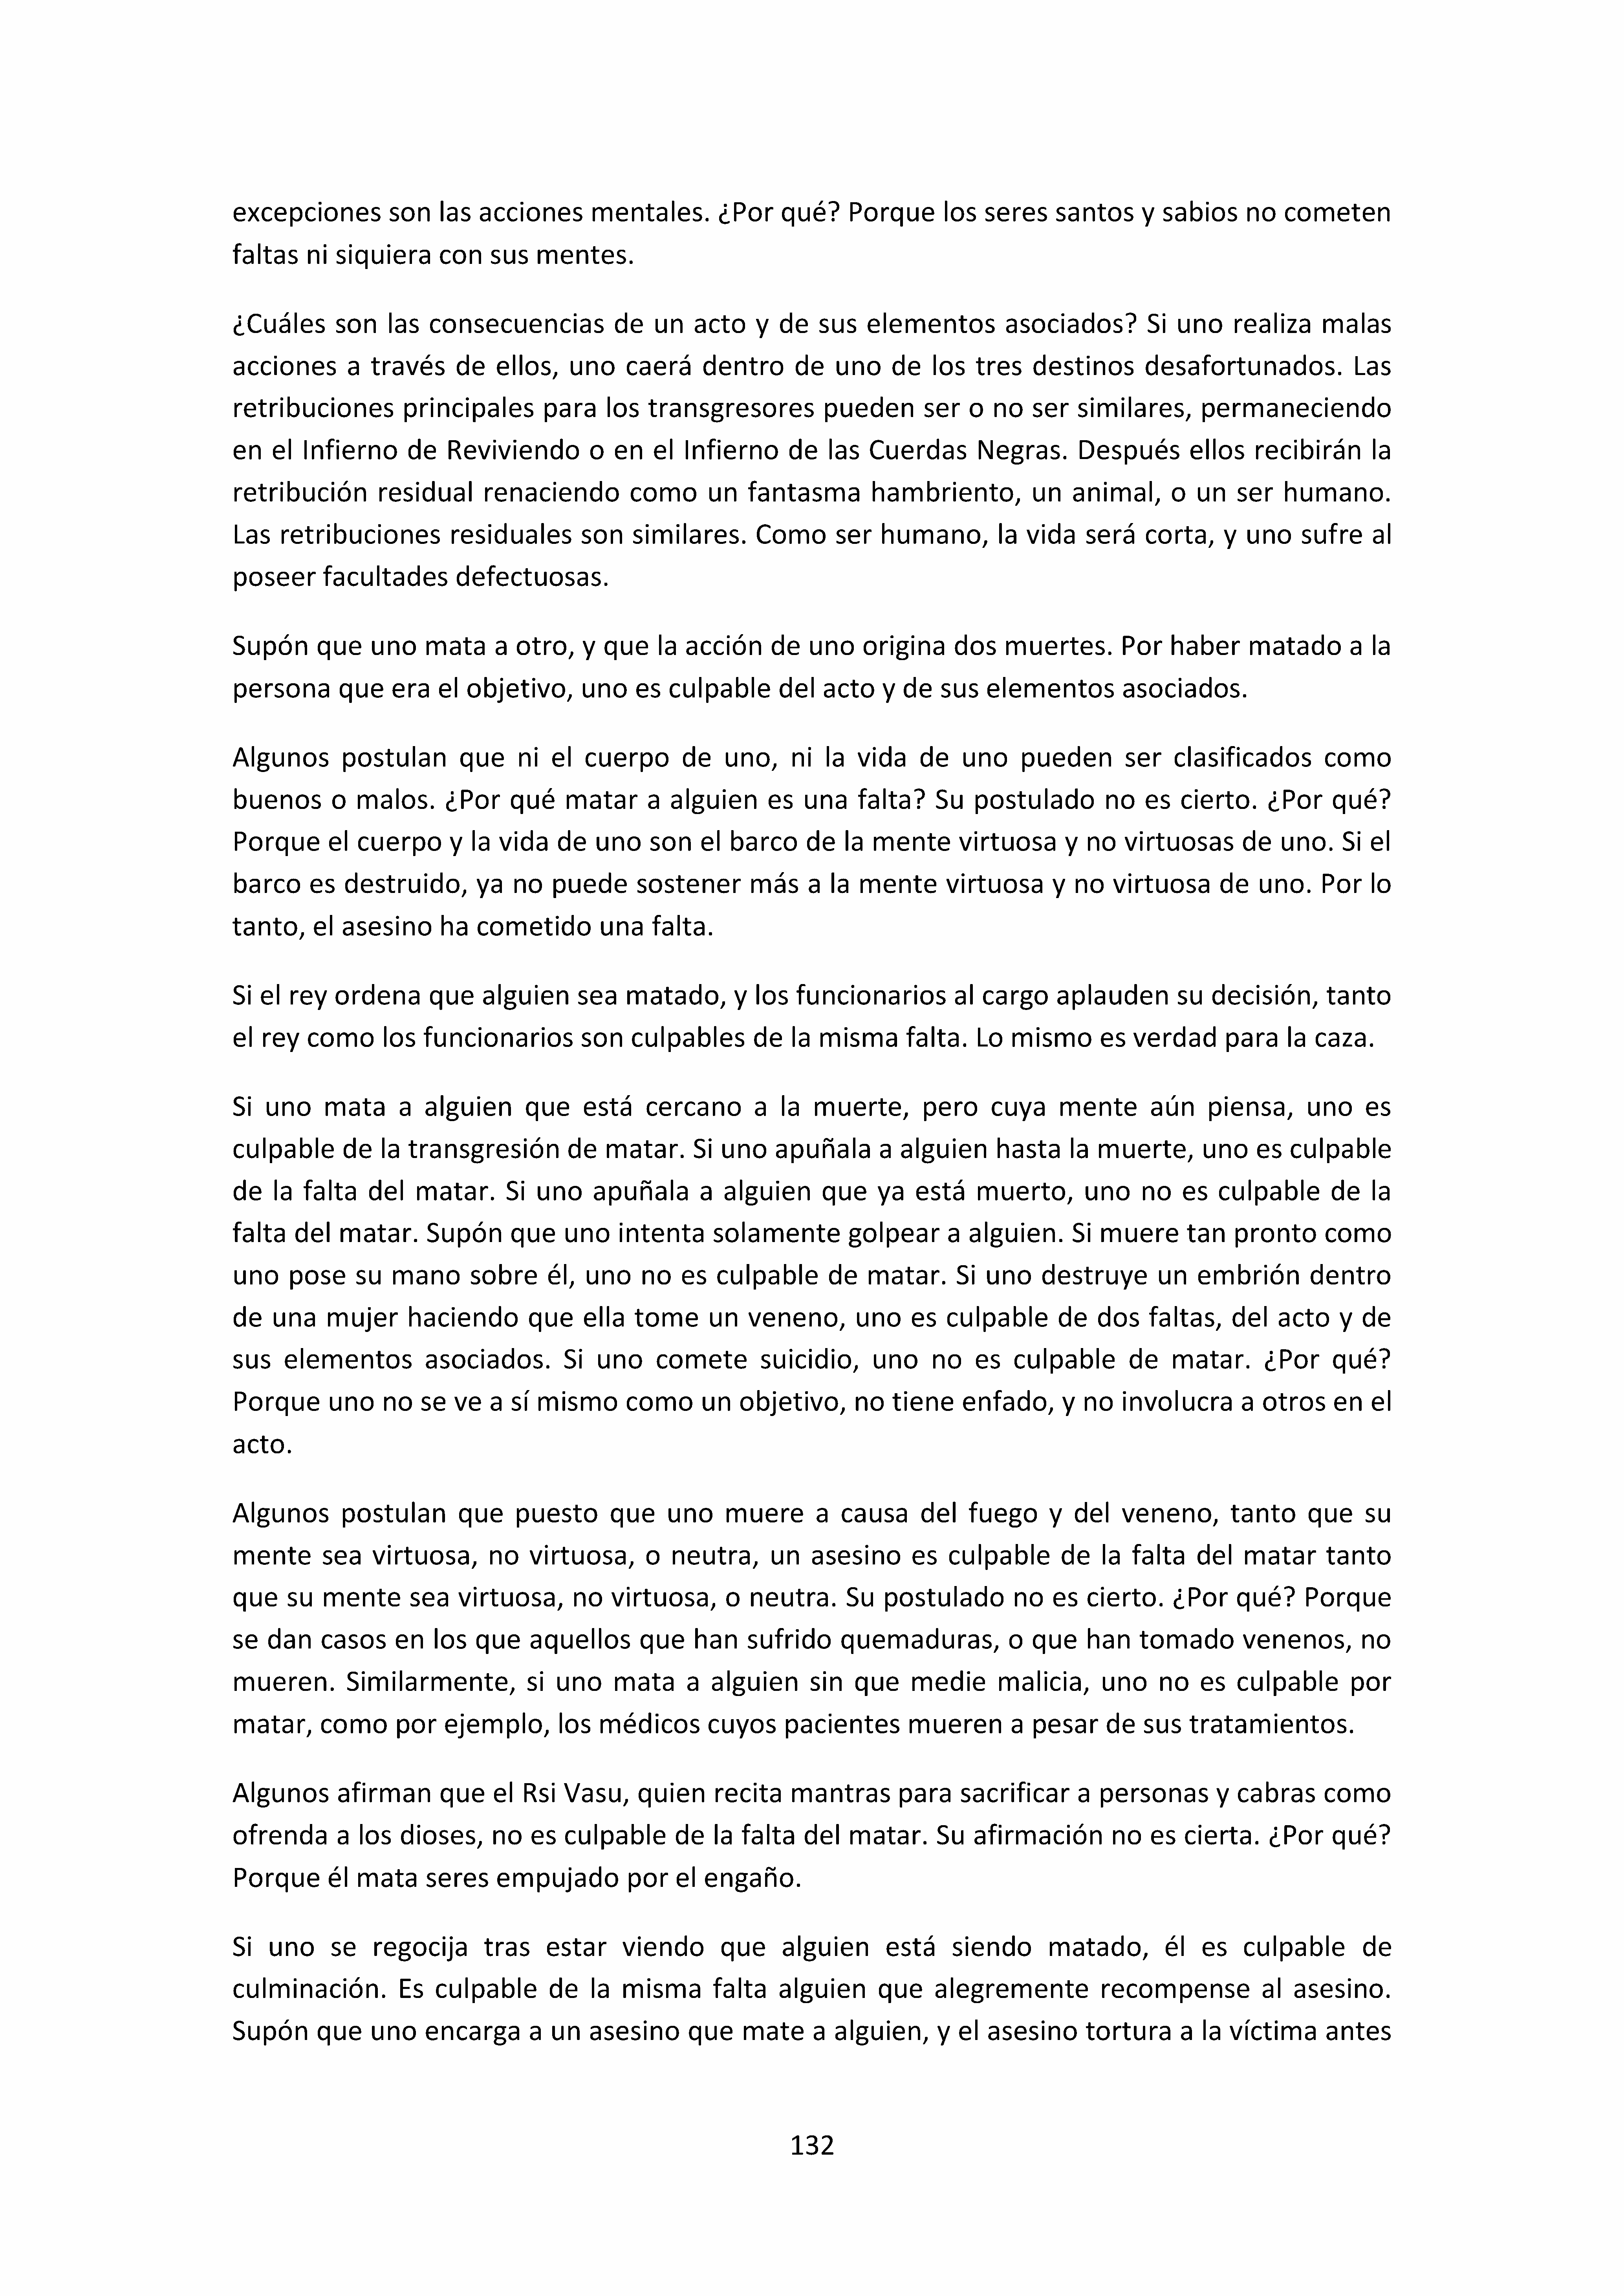 excepciones son las acciones mentales. ¿Por qué? Porque los seres santos y sabios no cometen
faltas ni siquiera con sus mentes.
¿Cuáles son las consecuencias de un acto y de sus elementos asociados? Si uno realiza malas
acciones a través de ellos, uno caerá dentro de uno de los tres destinos desafortunados. Las
retribuciones principales para los transgresores pueden ser o no ser similares, permaneciendo
en el Infierno de Reviviendo o en el Infierno de las Cuerdas Negras. Después ellos recibirán la
retribución residual renaciendo como un fantasma hambriento, un animal, o un ser humano.
Las retribuciones residuales son similares. Como ser humano, la vida será corta, y uno sufre al
poseer facultades defectuosas.
Supón que uno mata a otro, y que la acción de uno origina dos muertes. Por haber matado a la
persona que era el objetivo, uno es culpable del acto y de sus elementos asociados.
Algunos postulan que ni el cuerpo de uno, ni la vida de uno pueden ser clasificados como
buenos o malos. ¿Por qué matar a alguien es una falta? Su postulado no es cierto. ¿Por qué?
Porque el cuerpo y la vida de uno son el barco de la mente virtuosa y no virtuosas de uno. Si el
barco es destruido, ya no puede sostener más a la mente virtuosa y no virtuosa de uno. Por lo
tanto, el asesino ha cometido una falta.
Si el rey ordena que alguien sea matado, y los funcionarios al cargo aplauden su decisión, tanto
el rey como los funcionarios son culpables de la misma falta. Lo mismo es verdad para la caza.
Si uno mata a alguien que está cercano a la muerte, pero cuya mente aún piensa, uno es
culpable de la transgresión de matar. Si uno apuñala a alguien hasta la muerte, uno es culpable
de la falta del matar. Si uno apuñala a alguien que ya está muerto, uno no es culpable de la
falta del matar. Supón que uno intenta solamente golpear a alguien. Si muere tan pronto como
uno pose su mano sobre él, uno no es culpable de matar. Si uno destruye un embrión dentro
de una mujer haciendo que ella tome un veneno, uno es culpable de dos faltas, del acto y de
sus elementos asociados. Si uno comete suicidio, uno no es culpable de matar. ¿Por qué?
Porque uno no se ve a sí mismo como un objetivo, no tiene enfado, y no involucra a otros en el
acto.
Algunos postulan que puesto que uno muere a causa del fuego y del veneno, tanto que su
mente sea virtuosa, no virtuosa, o neutra, un asesino es culpable de la falta del matar tanto
que su mente sea virtuosa, no virtuosa, o neutra. Su postulado no es cierto. ¿Por qué? Porque
se dan casos en los que aquellos que han sufrido quemaduras, o que han tomado venenos, no
mueren. Similarmente, si uno mata a alguien sin que medie malicia, uno no es culpable por
matar, como por ejemplo, los médicos cuyos pacientes mueren a pesar de sus tratamientos.
Algunos afirman que el Rsi Vasu, quien recita mantras para sacrificar a personas y cabras como
ofrenda a los dioses, no es culpable de la falta del matar. Su afirmación no es cierta. ¿Por qué?
Porque él mata seres empujado por el engaño.
Si uno se regocija tras estar viendo que alguien está siendo matado, él es culpable de
culminación. Es culpable de la misma falta alguien que alegremente recompense al asesino.
Supón que uno encarga a un asesino que mate a alguien, y el asesino tortura a la víctima antes
132